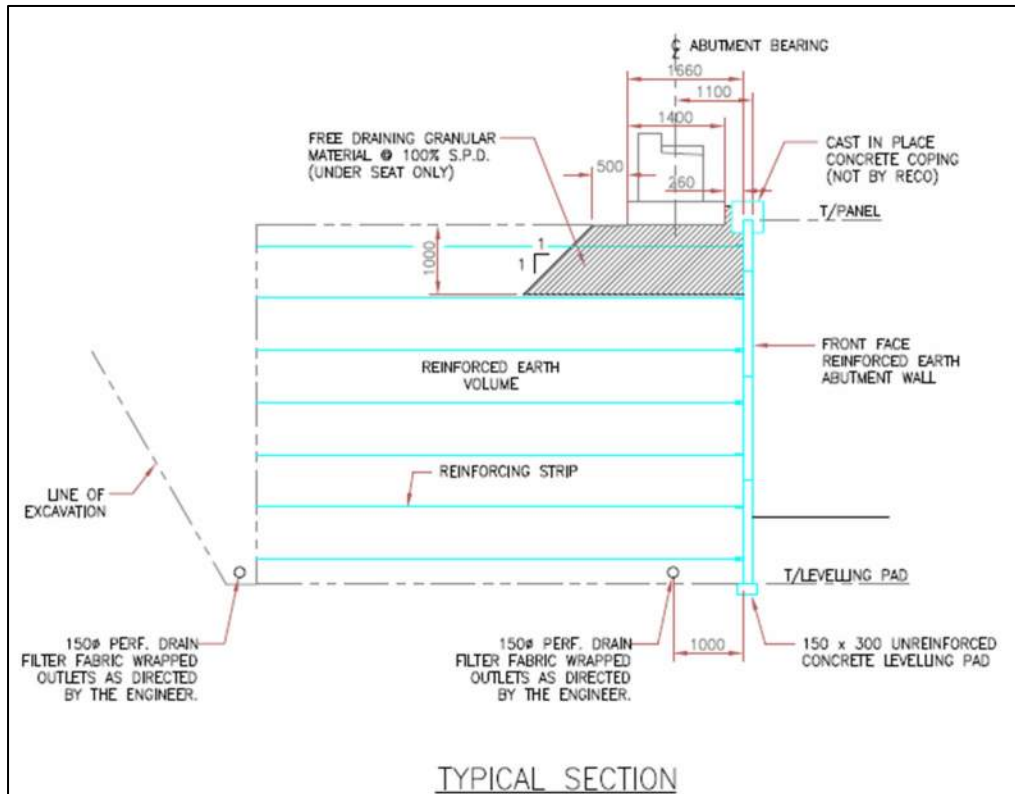 ℄ ABUTMENT BEARING
1660
1100
1400
FREE DRAINING GRANULAR
MATERIAL @ 100% S.P.D.
(UNDER SEAT ONLY)
500
260
CAST IN PLACE
CONCRETE COPING
(NOT BY RECO)
T/PANEL
1000
1
1
REINFORCED EARTH
VOLUME
FRONT FACE
REINFORCED EARTH
ABUTMENT WALL
REINFORCING STRIP
LINE OF
EXCAVATION
T/LEVELLING PAD
150ø PERF. DRAIN
FILTER FABRIC WRAPPED
OUTLETS AS DIRECTED
BY THE ENGINEER.
150ø PERF. DRAIN
FILTER FABRIC WRAPPED
OUTLETS AS DIRECTED
BY THE ENGINEER.
1000
150 x 300 UNREINFORCED
CONCRETE LEVELLING PAD
TYPICAL SECTION